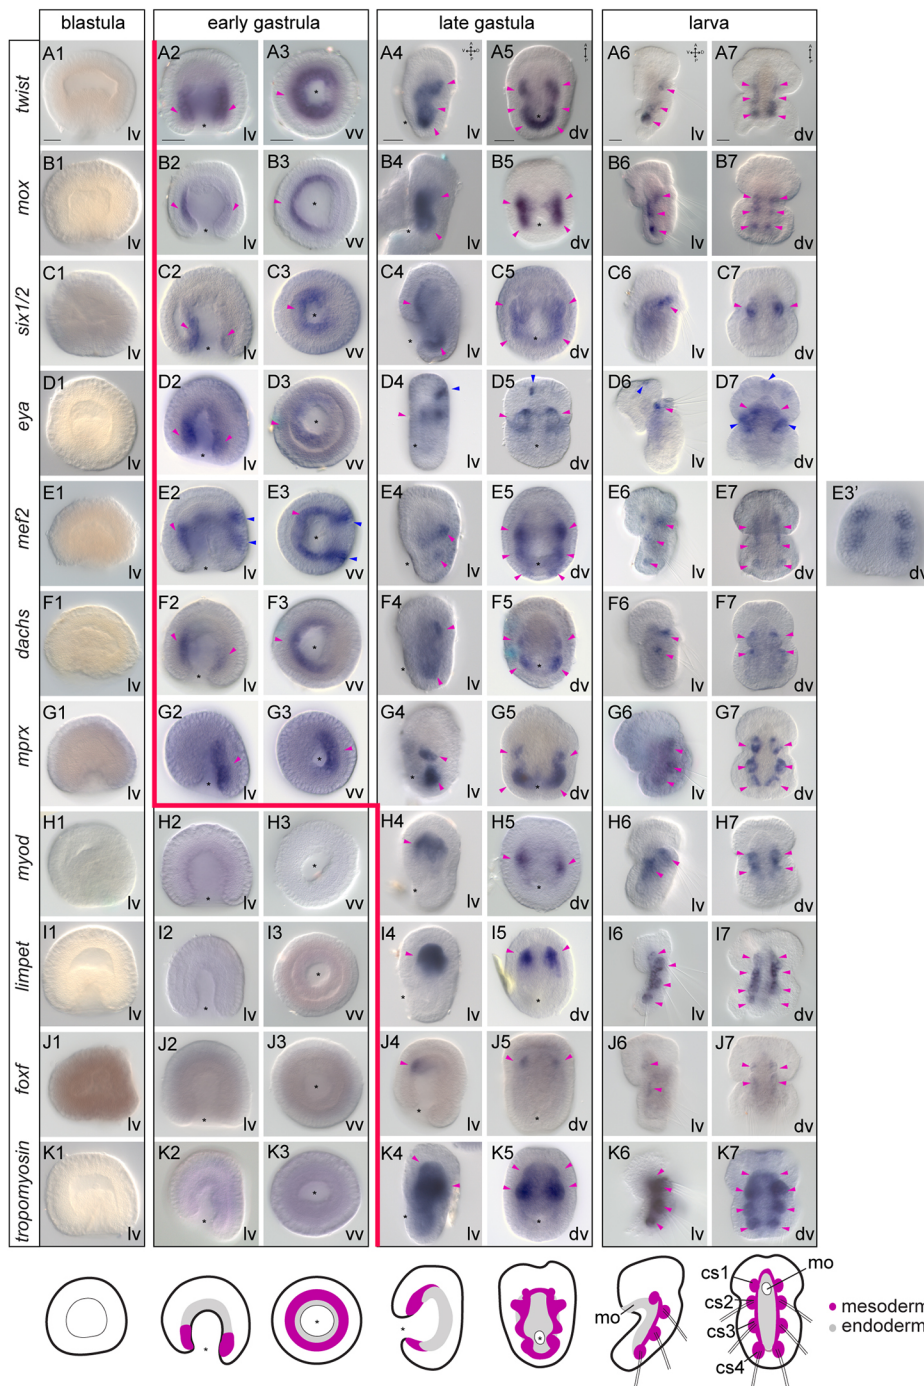 blastula early gastrula late gastula larva
twist A1 lv A2 lv A3 vv A4 V A D P lv A5 A P dv A6 V A D P lv A7 A P dv
mox B1 lv B2 lv B3 vv B4 lv B5 dv B6 lv B7 dv
six1/2 C1 lv C2 lv C3 vv C4 lv C5 dv C6 lv C7 dv
eya D1 lv D2 lv D3 vv D4 lv D5 dv D6 lv D7 dv
mef2 E1 lv E2 lv E3 vv E4 lv E5 dv E6 lv E7 dv E3’ dv
dachs F1 lv F2 lv F3 vv F4 lv F5 dv F6 lv F7 dv
mprx G1 lv G2 lv G3 vv G4 lv G5 dv G6 lv G7 dv
myod H1 lv H2 lv H3 vv H4 lv H5 dv H6 lv H7 dv
limpet I1 lv I2 lv I3 vv I4 lv I5 dv I6 lv I7 dv
foxf J1 lv J2 lv J3 vv J4 lv J5 dv J6 lv J7 dv
tropomyosin K1 lv K2 lv K3 vv K4 lv K5 dv K6 lv K7 dv
mo cs1 cs2 cs3 cs4 mo
mesoderm
endoderm